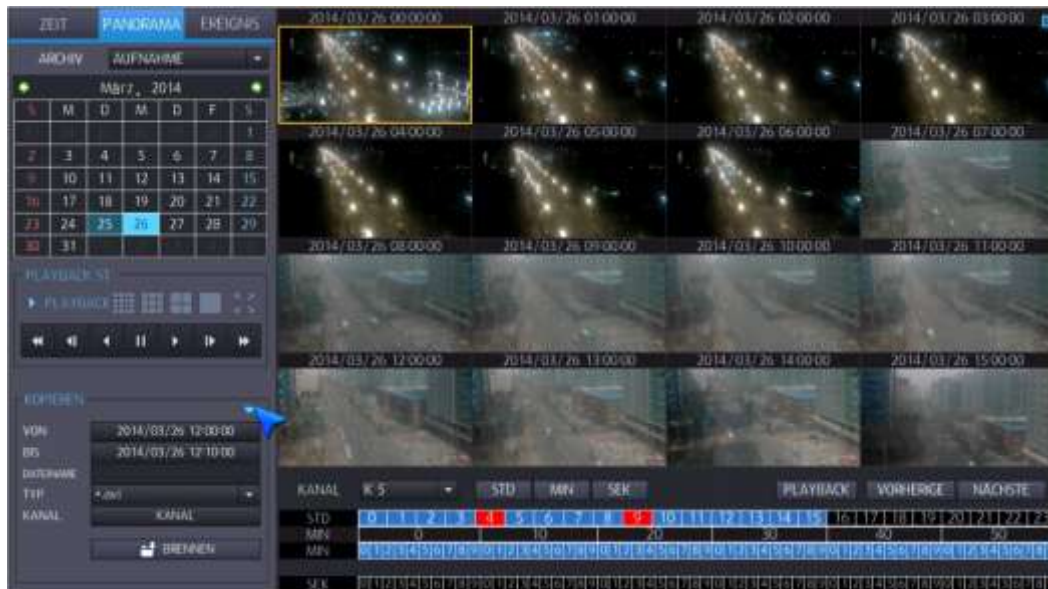 ZEIT PANORAMA EREIGNIS
ARCHIV AUFNAHME
März, 2014
S M D M D F S
1
2 3 4 5 6 7 8
9 10 11 12 13 14 15
16 17 18 19 20 21 22
23 24 25 26 27 28 29
30 31
PLAYBACK ST
PLAYBACK
KOPIEREN
VON 2014/03/26 12:00:00
BIS 2014/03/26 12:10:00
DATEINAME
TYP *.avi
KANAL KANAL
BRENNEN
2014/03/26 00:00:00 2014/03/26 01:00:00 2014/03/26 02:00:00 2014/03/26 03:00:00
2014/03/26 04:00:00 2014/03/26 05:00:00 2014/03/26 06:00:00 2014/03/26 07:00:00
2014/03/26 08:00:00 2014/03/26 09:00:00 2014/03/26 10:00:00 2014/03/26 11:00:00
2014/03/26 12:00:00 2014/03/26 13:00:00 2014/03/26 14:00:00 2014/03/26 15:00:00
KANAL K 5 STD MIN SEK PLAYBACK VORHERIGE NÄCHSTE
STD 0 1 2 3 4 5 6 7 8 9 10 11 12 13 14 15 16 17 18 19 20 21 22 23
MIN 0 10 20 30 40 50
MIN
SEK